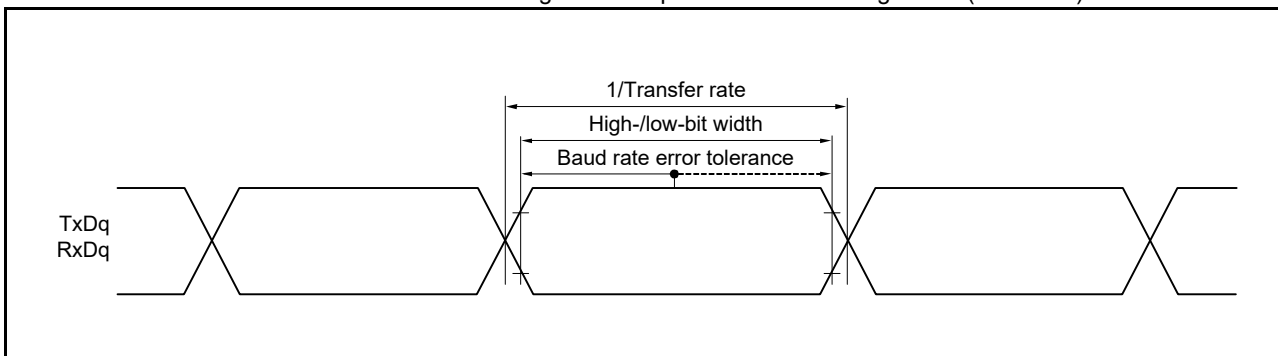 1/Transfer rate
High-/low-bit width
Baud rate error tolerance
TxDq
RxDq